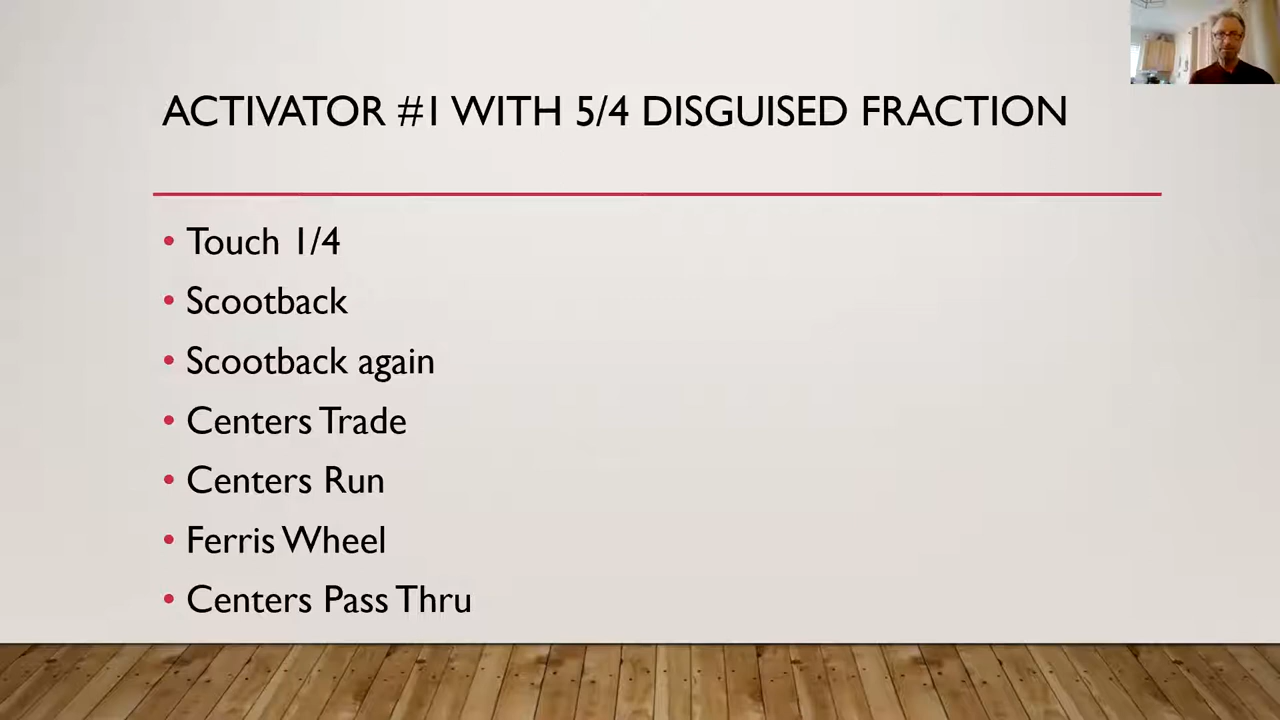 ACTIVATOR #1 WITH 5/4 DISGUISED FRACTION
• Touch 1/4
• Scootback
• Scootback again
• Centers Trade
• Centers Run
• Ferris Wheel
• Centers Pass Thru